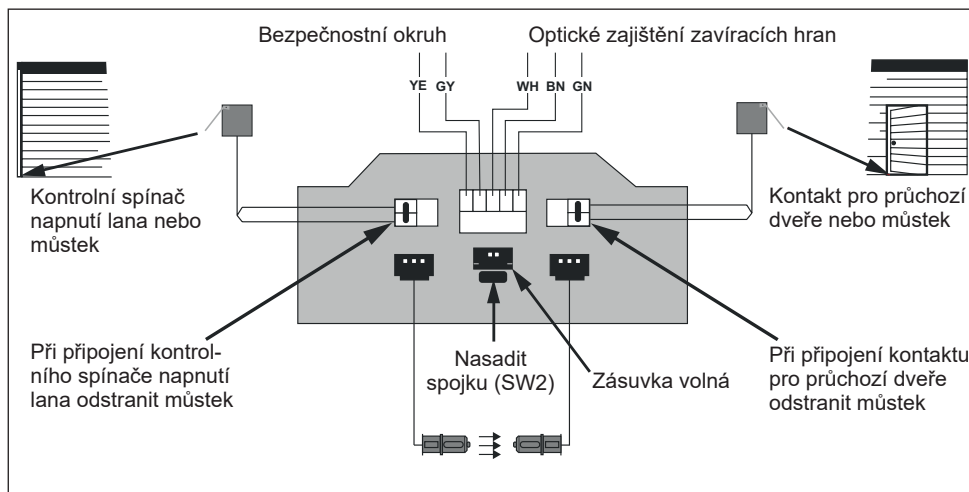 Bezpečnostní okruh
Optické zajištění zavíracích hran
YE GY
WH BN GN
Kontrolní spínač
napnutí lana nebo
můstek
Kontakt pro průchozí
dveře nebo můstek
Při připojení kontrol-
ního spínače napnutí
lana odstranit můstek
Nasadit
spojku (SW2)
Zásuvka volná
Při připojení kontaktu
pro průchozí dveře
odstranit můstek